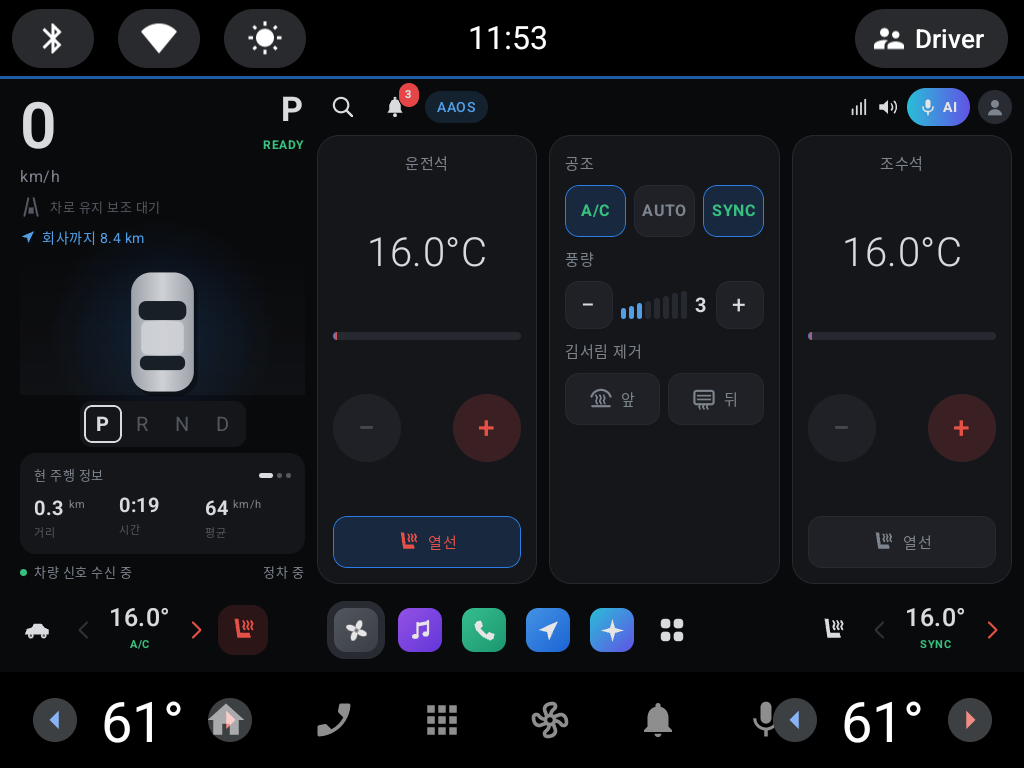 11:53
Driver
0
P
READY
km/h
차로 유지 보조 대기
회사까지 8.4 km
P R N D
현 주행 정보
0.3 km 0:19 64 km/h
거리 시간 평균
차량 신호 수신 중 정차 중
3
AAOS
AI
운전석
16.0°C
− +
열선
공조
A/C AUTO SYNC
풍량
− 3 +
김서림 제거
앞 뒤
조수석
16.0°C
− +
열선
16.0°
A/C
16.0°
SYNC
61° 61°